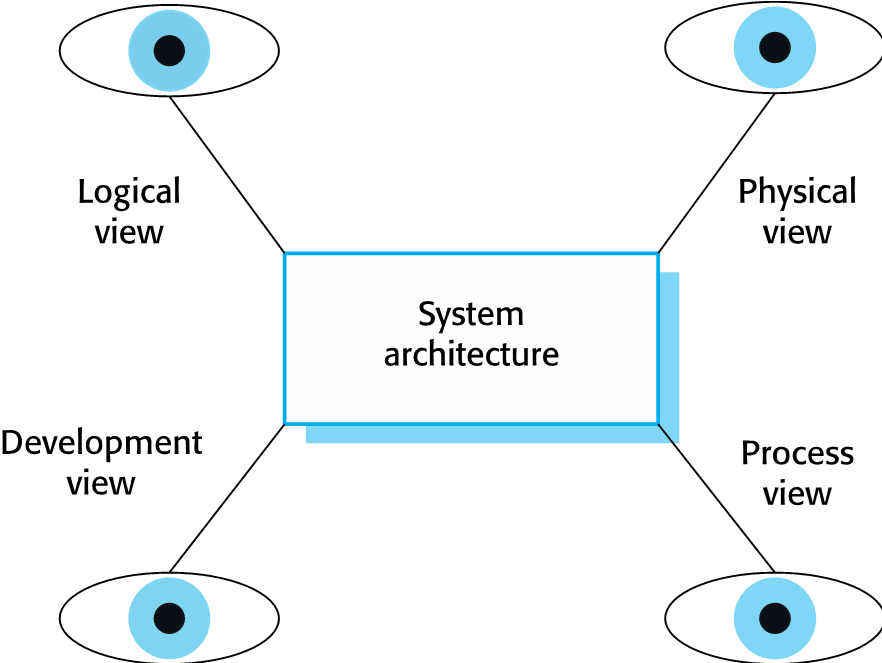 Logical
view
Physical
view
System
architecture
Development
view
Process
view